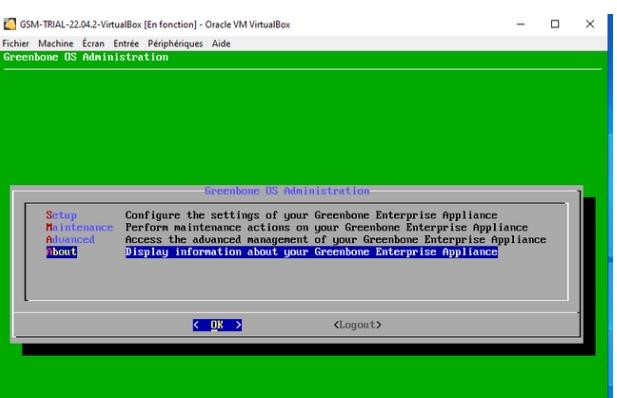 GSM-TRIAL-22.04.2-VirtualBox [En fonction] - Oracle VM VirtualBox
Fichier Machine Écran Entrée Périphériques Aide
Greenbone OS Administration
Greenbone OS Administration
Setup Configure the settings of your Greenbone Enterprise Appliance
Maintenance Perform maintenance actions on your Greenbone Enterprise Appliance
Advanced Access the advanced management of your Greenbone Enterprise Appliance
About Display information about your Greenbone Enterprise Appliance
< OK > <Logout>